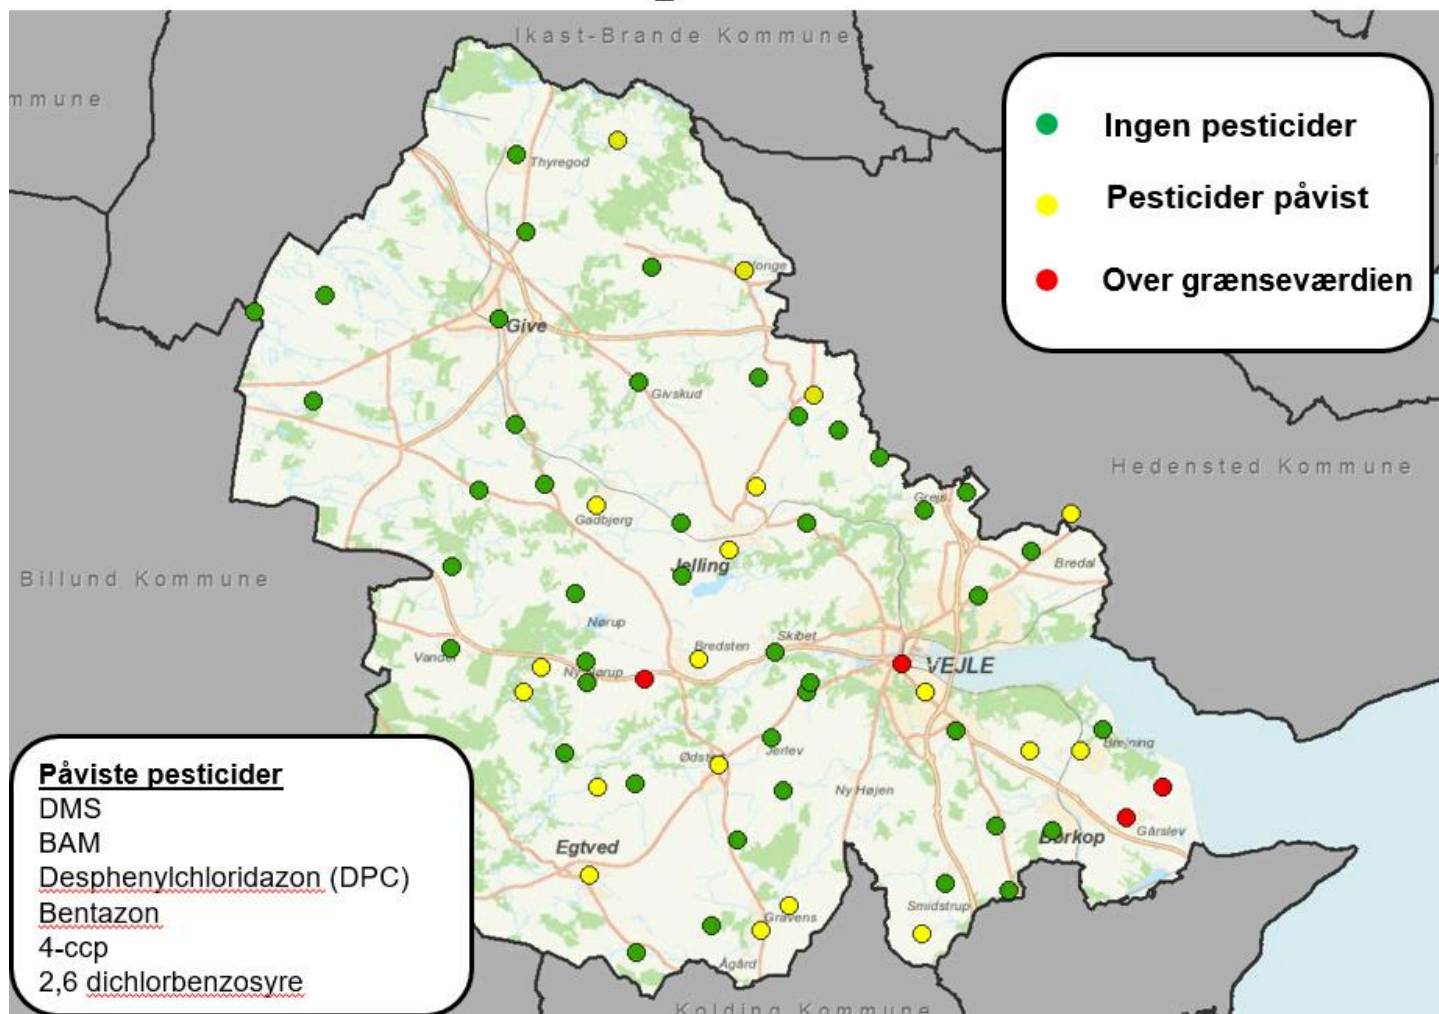 Ikast-Brande Kommune
mmune
Ingen pesticider
Pesticider påvist
Over grænseværdien
Thyregod
Give
Givskud
Hedensted Kommune
Grejs
Gadbjerg
Bredal
Jelling
Billund Kommune
Nørup
Skibet
Bredsten
Vandel
VEJLE
Brejning
Jerlev
Ny Højen
Gårslev
Egtved
Smidstrup
Gravens
Ågård
Kolding Kommune
Påviste pesticider
DMS
BAM
Desphenylchloridazon (DPC)
Bentazon
4-ccp
2,6 dichlorbenzosyre